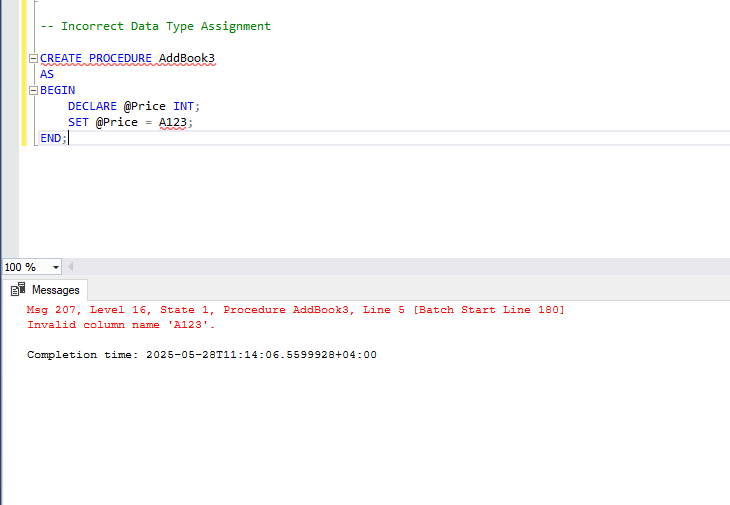 -- Incorrect Data Type Assignment
CREATE PROCEDURE AddBook3
AS
BEGIN
DECLARE @Price INT;
SET @Price = A123;
END;
100 %
Messages
Msg 207, Level 16, State 1, Procedure AddBook3, Line 5 [Batch Start Line 180]
Invalid column name 'A123'.
Completion time: 2025-05-28T11:14:06.5599928+04:00